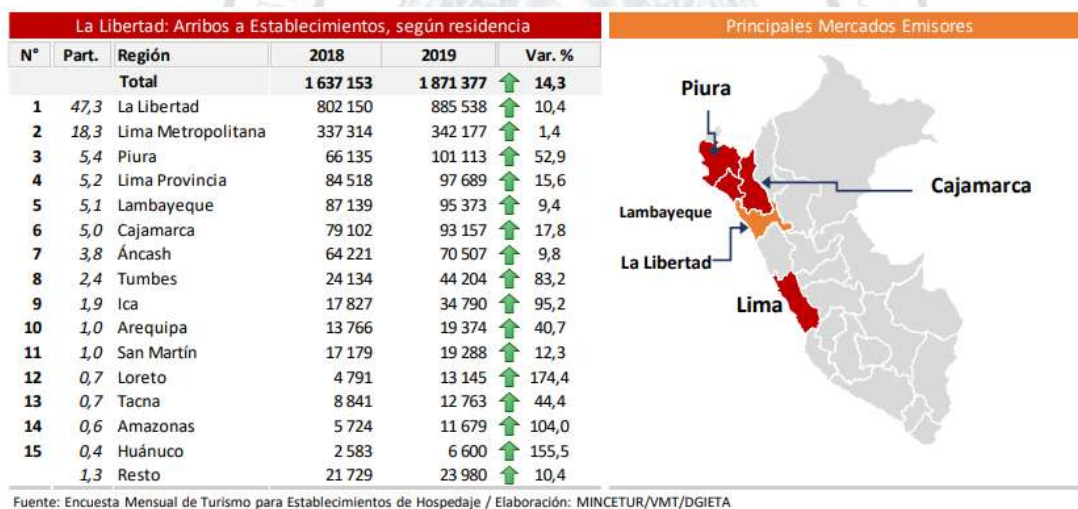 La Libertad: Arribos a Establecimientos, según residencia
N° Part. Región 2018 2019 Var. %
Total 1 637 153 1 871 377 14,3
1 47,3 La Libertad 802 150 885 538 10,4
2 18,3 Lima Metropolitana 337 314 342 177 1,4
3 5,4 Piura 66 135 101 113 52,9
4 5,2 Lima Provincia 84 518 97 689 15,6
5 5,1 Lambayeque 87 139 95 373 9,4
6 5,0 Cajamarca 79 102 93 157 17,8
7 3,8 Áncash 64 221 70 507 9,8
8 2,4 Tumbes 24 134 44 204 83,2
9 1,9 Ica 17 827 34 790 95,2
10 1,0 Arequipa 13 766 19 374 40,7
11 1,0 San Martín 17 179 19 288 12,3
12 0,7 Loreto 4 791 13 145 174,4
13 0,7 Tacna 8 841 12 763 44,4
14 0,6 Amazonas 5 724 11 679 104,0
15 0,4 Huánuco 2 583 6 600 155,5
1,3 Resto 21 729 23 980 10,4
Principales Mercados Emisores
Piura
Cajamarca
Lambayeque
La Libertad
Lima
Fuente: Encuesta Mensual de Turismo para Establecimientos de Hospedaje / Elaboración: MINCETUR/VMT/DGIETA